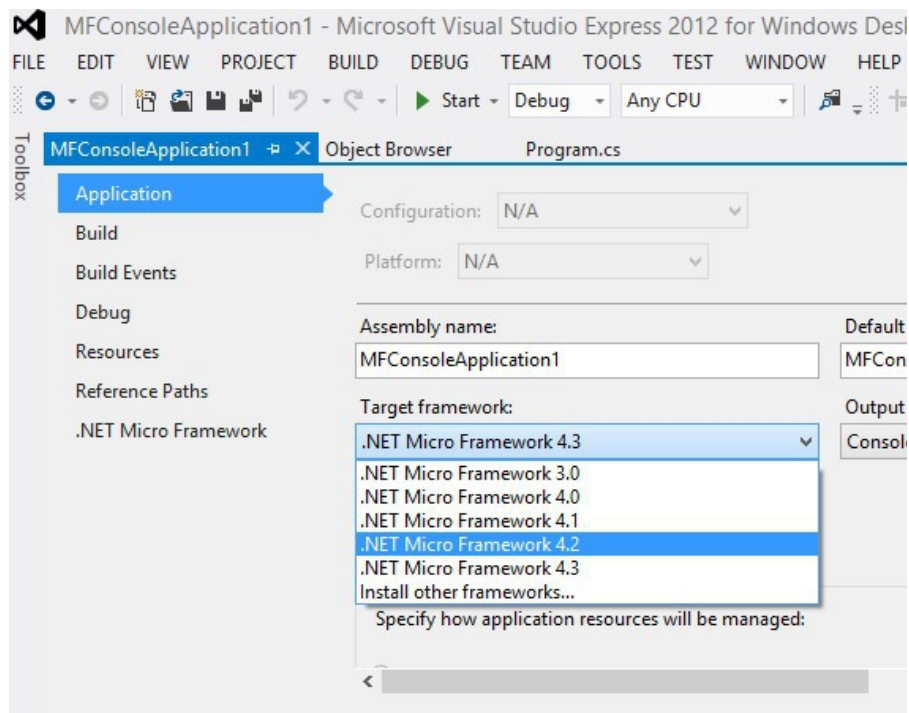 MFConsoleApplication1 - Microsoft Visual Studio Express 2012 for Windows Des
FILE EDIT VIEW PROJECT BUILD DEBUG TEAM TOOLS TEST WINDOW HELP
Start Debug Any CPU
Toolbox
MFConsoleApplication1 Object Browser Program.cs
Application
Build
Build Events
Debug
Resources
Reference Paths
.NET Micro Framework
Configuration: N/A
Platform: N/A
Assembly name: Default
MFConsoleApplication1 MFCon
Target framework: Output
.NET Micro Framework 4.3 Consol
.NET Micro Framework 3.0
.NET Micro Framework 4.0
.NET Micro Framework 4.1
.NET Micro Framework 4.2
.NET Micro Framework 4.3
Install other frameworks...
Specify how application resources will be managed: